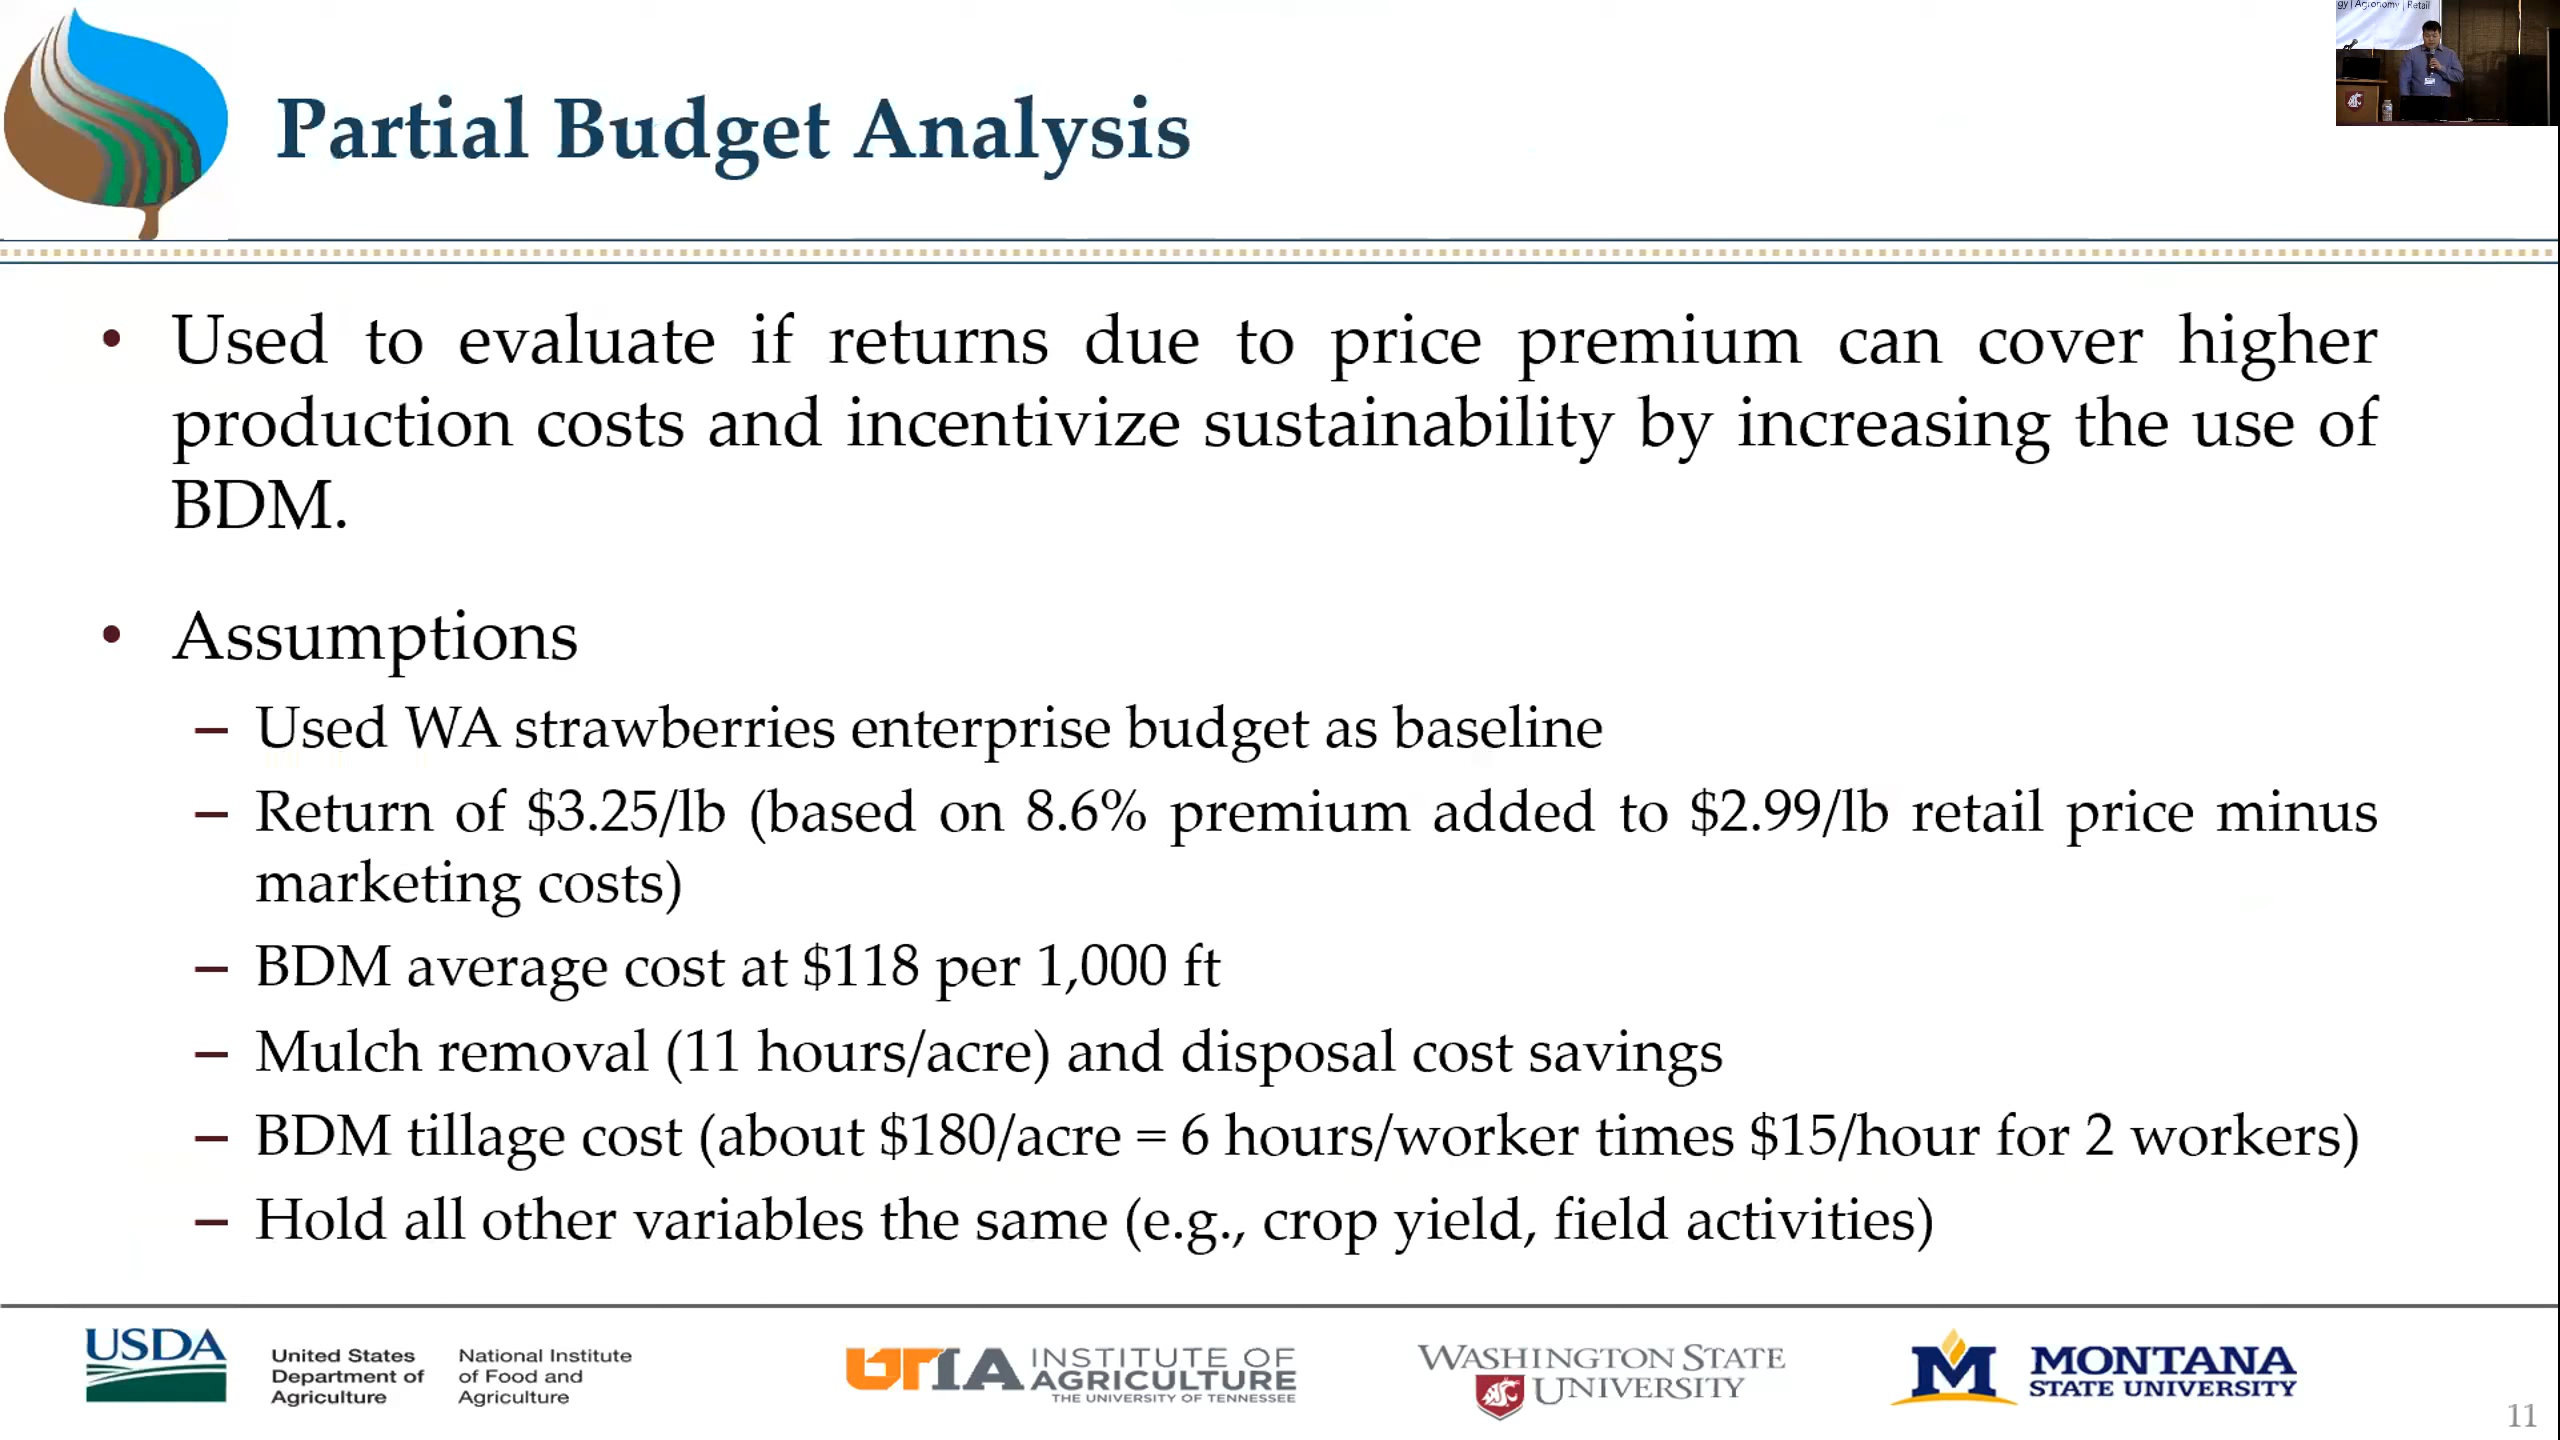 gy | Agronomy | Retail
Partial Budget Analysis
• Used to evaluate if returns due to price premium can cover higher
production costs and incentivize sustainability by increasing the use of
BDM.
• Assumptions
– Used WA strawberries enterprise budget as baseline
– Return of $3.25/lb (based on 8.6% premium added to $2.99/lb retail price minus
marketing costs)
– BDM average cost at $118 per 1,000 ft
– Mulch removal (11 hours/acre) and disposal cost savings
– BDM tillage cost (about $180/acre = 6 hours/worker times $15/hour for 2 workers)
– Hold all other variables the same (e.g., crop yield, field activities)
USDA
United States
Department of
Agriculture
National Institute
of Food and
Agriculture
UTIA
INSTITUTE OF
AGRICULTURE
THE UNIVERSITY OF TENNESSEE
WASHINGTON STATE
UNIVERSITY
M
MONTANA
STATE UNIVERSITY
11